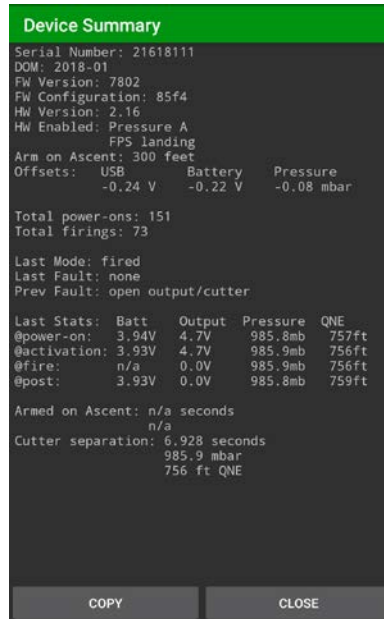 Device Summary
Serial Number: 21618111
DOM: 2018-01
FW Version: 7802
FW Configuration: 85f4
HW Version: 2.16
HW Enabled: Pressure A
FPS landing
Arm on Ascent: 300 feet
Offsets: USB Battery Pressure
-0.24 V -0.22 V -0.08 mbar
Total power-ons: 151
Total firings: 73
Last Mode: fired
Last Fault: none
Prev Fault: open output/cutter
Last Stats: Batt Output Pressure QNE
@power-on: 3.94V 4.7V 985.8mb 757ft
@activation: 3.93V 4.7V 985.9mb 756ft
@fire: n/a 0.0V 985.9mb 756ft
@post: 3.93V 0.0V 985.8mb 759ft
Armed on Ascent: n/a seconds
n/a
Cutter separation: 6.928 seconds
985.9 mbar
756 ft QNE
COPY CLOSE